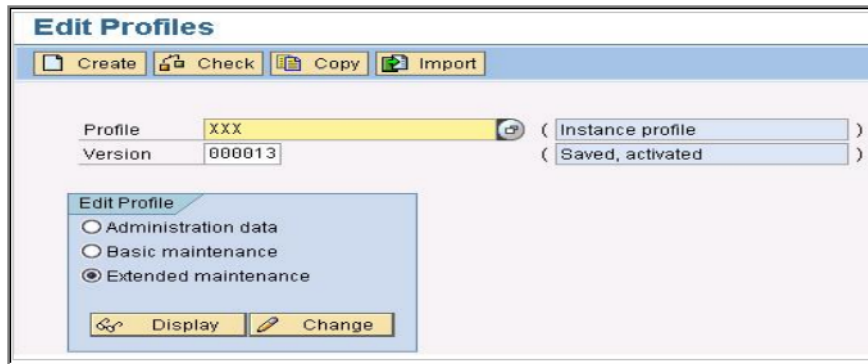 Edit Profiles
Create Check Copy Import
Profile XXX ( Instance profile )
Version 000013 ( Saved, activated )
Edit Profile
Administration data
Basic maintenance
Extended maintenance
Display Change